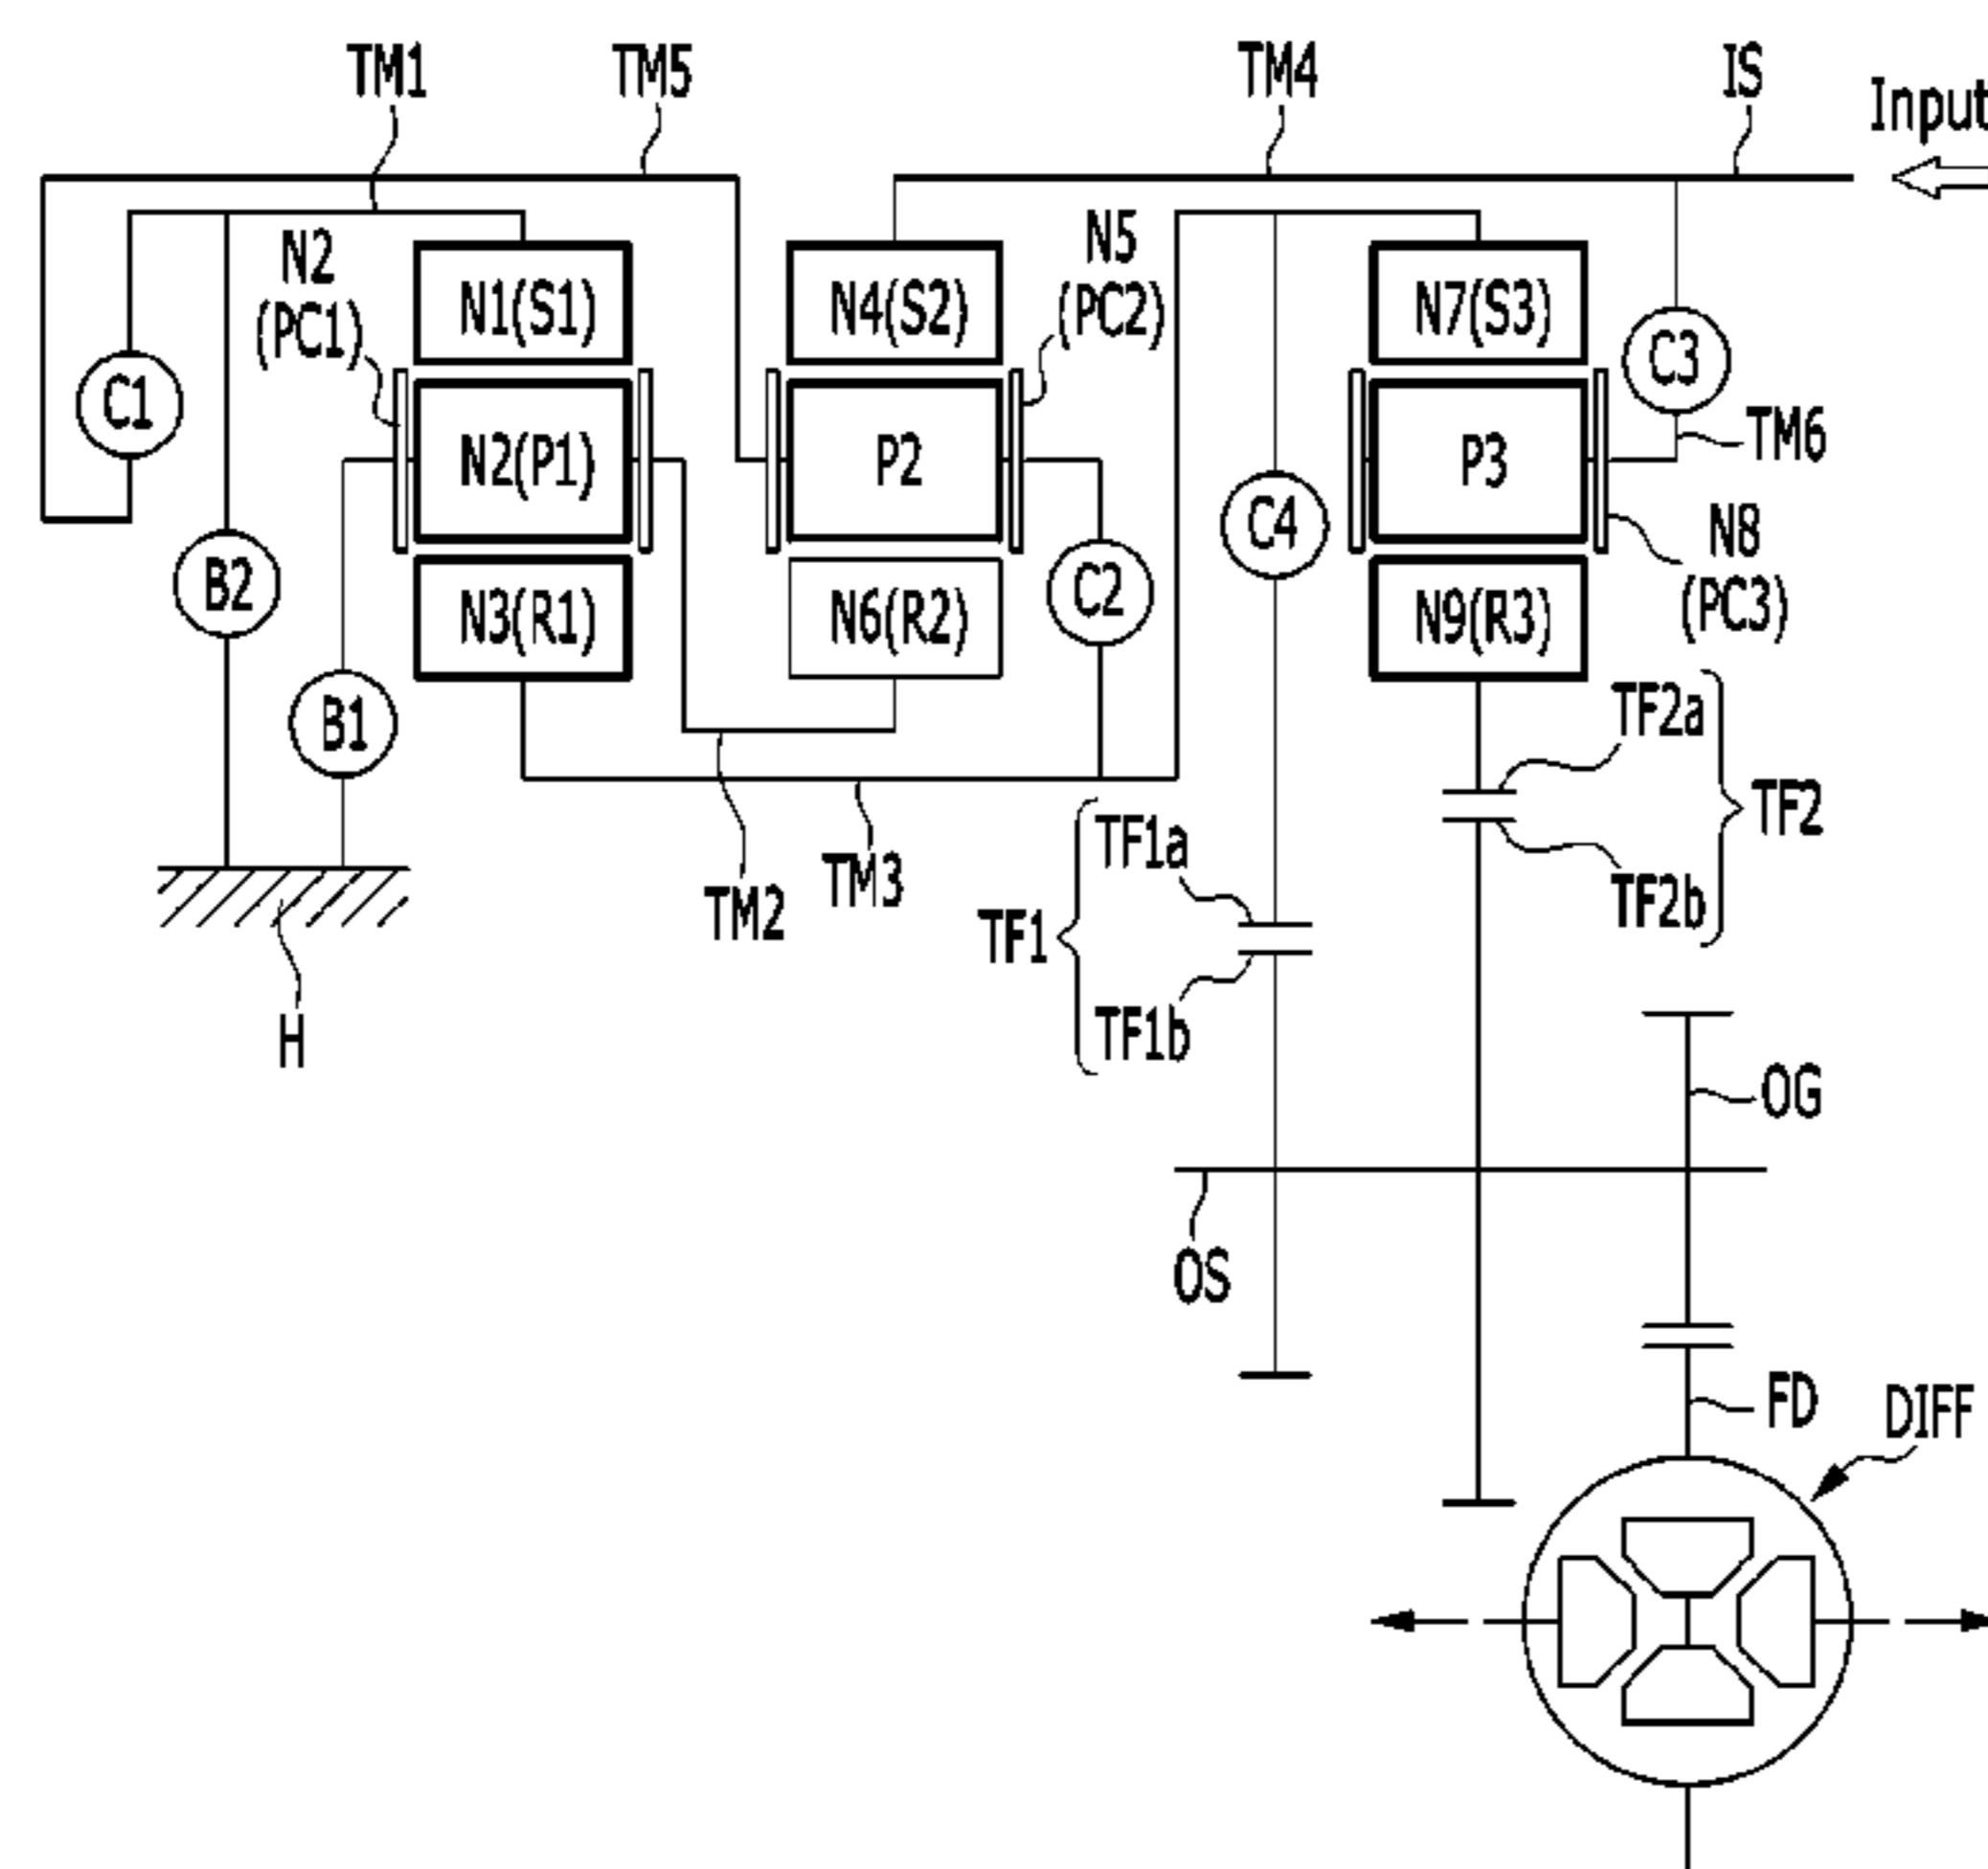 TM1
TM5
TM4
IS
Input
N2
(PC1)
N1(S1)
N4(S2)
N5
(PC2)
N7(S3)
C3
C1
N2(P1)
P2
P3
TM6
C4
N8
(PC3)
B2
N3(R1)
N6(R2)
C2
N9(R3)
B1
TF2a
TF2
TF2b
TM2
TM3
TF1a
TF1
TF1b
H
OG
OS
FD
DIFF